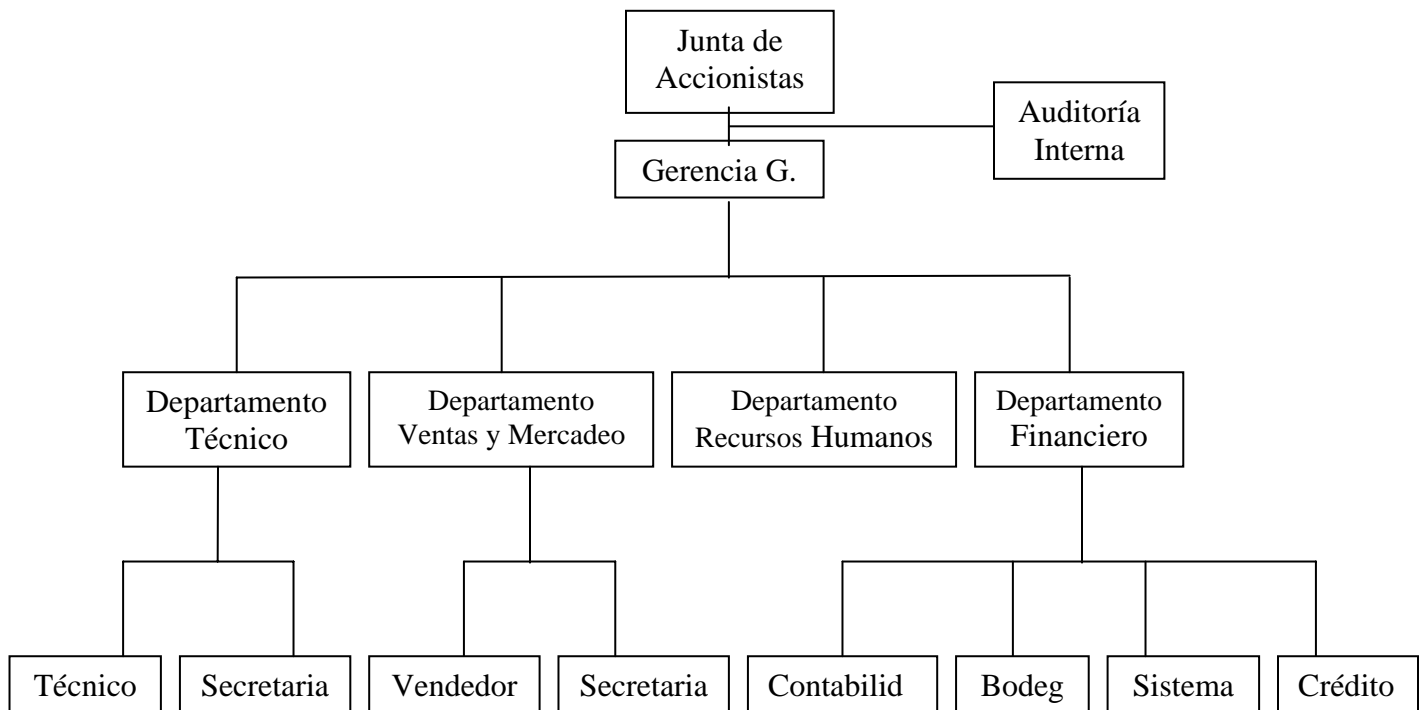 Junta de
Accionistas
Auditoría
Interna
Gerencia G.
Departamento
Técnico
Departamento
Ventas y Mercadeo
Departamento
Recursos Humanos
Departamento
Financiero
Técnico
Secretaria
Vendedor
Secretaria
Contabilid
Bodeg
Sistema
Crédito